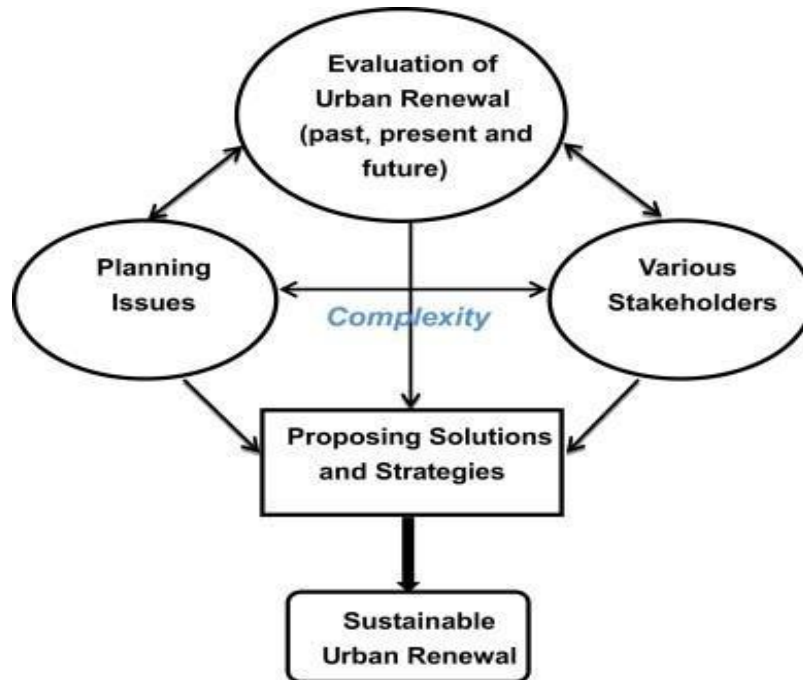 Evaluation of
Urban Renewal
(past, present and
future)
Planning
Issues
Various
Stakeholders
Complexity
Proposing Solutions
and Strategies
Sustainable
Urban Renewal